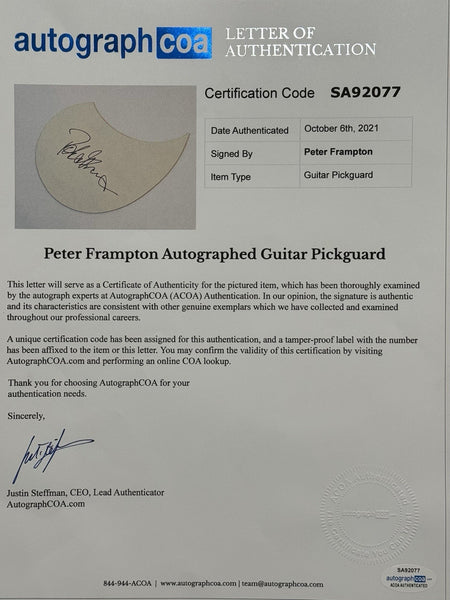 autographcoa LETTER OF
AUTHENTICATION
Certification Code SA92077
Date Authenticated October 6th, 2021
Signed By Peter Frampton
Item Type Guitar Pickguard
Peter Frampton Autographed Guitar Pickguard
This letter will serve as a Certificate of Authenticity for the pictured item, which has been thoroughly examined
by the autograph experts at AutographCOA (ACOA) Authentication. In our opinion, the signature is authentic
and its characteristics are consistent with other genuine exemplars which we have collected and examined
throughout our professional careers.
A unique certification code has been assigned for this authentication, and a tamper-proof label with the number
has been affixed to the item or this letter. You may confirm the validity of this certification by visiting
AutographCOA.com and performing an online COA lookup.
Thank you for choosing AutographCOA for your
authentication needs.
Sincerely,
Justin Steffman, CEO, Lead Authenticator
AutographCOA.com
SA92077
autographcoa
ACOA AUTHENTICATED
844-944-ACOA | www.autographcoa.com | team@autographcoa.com